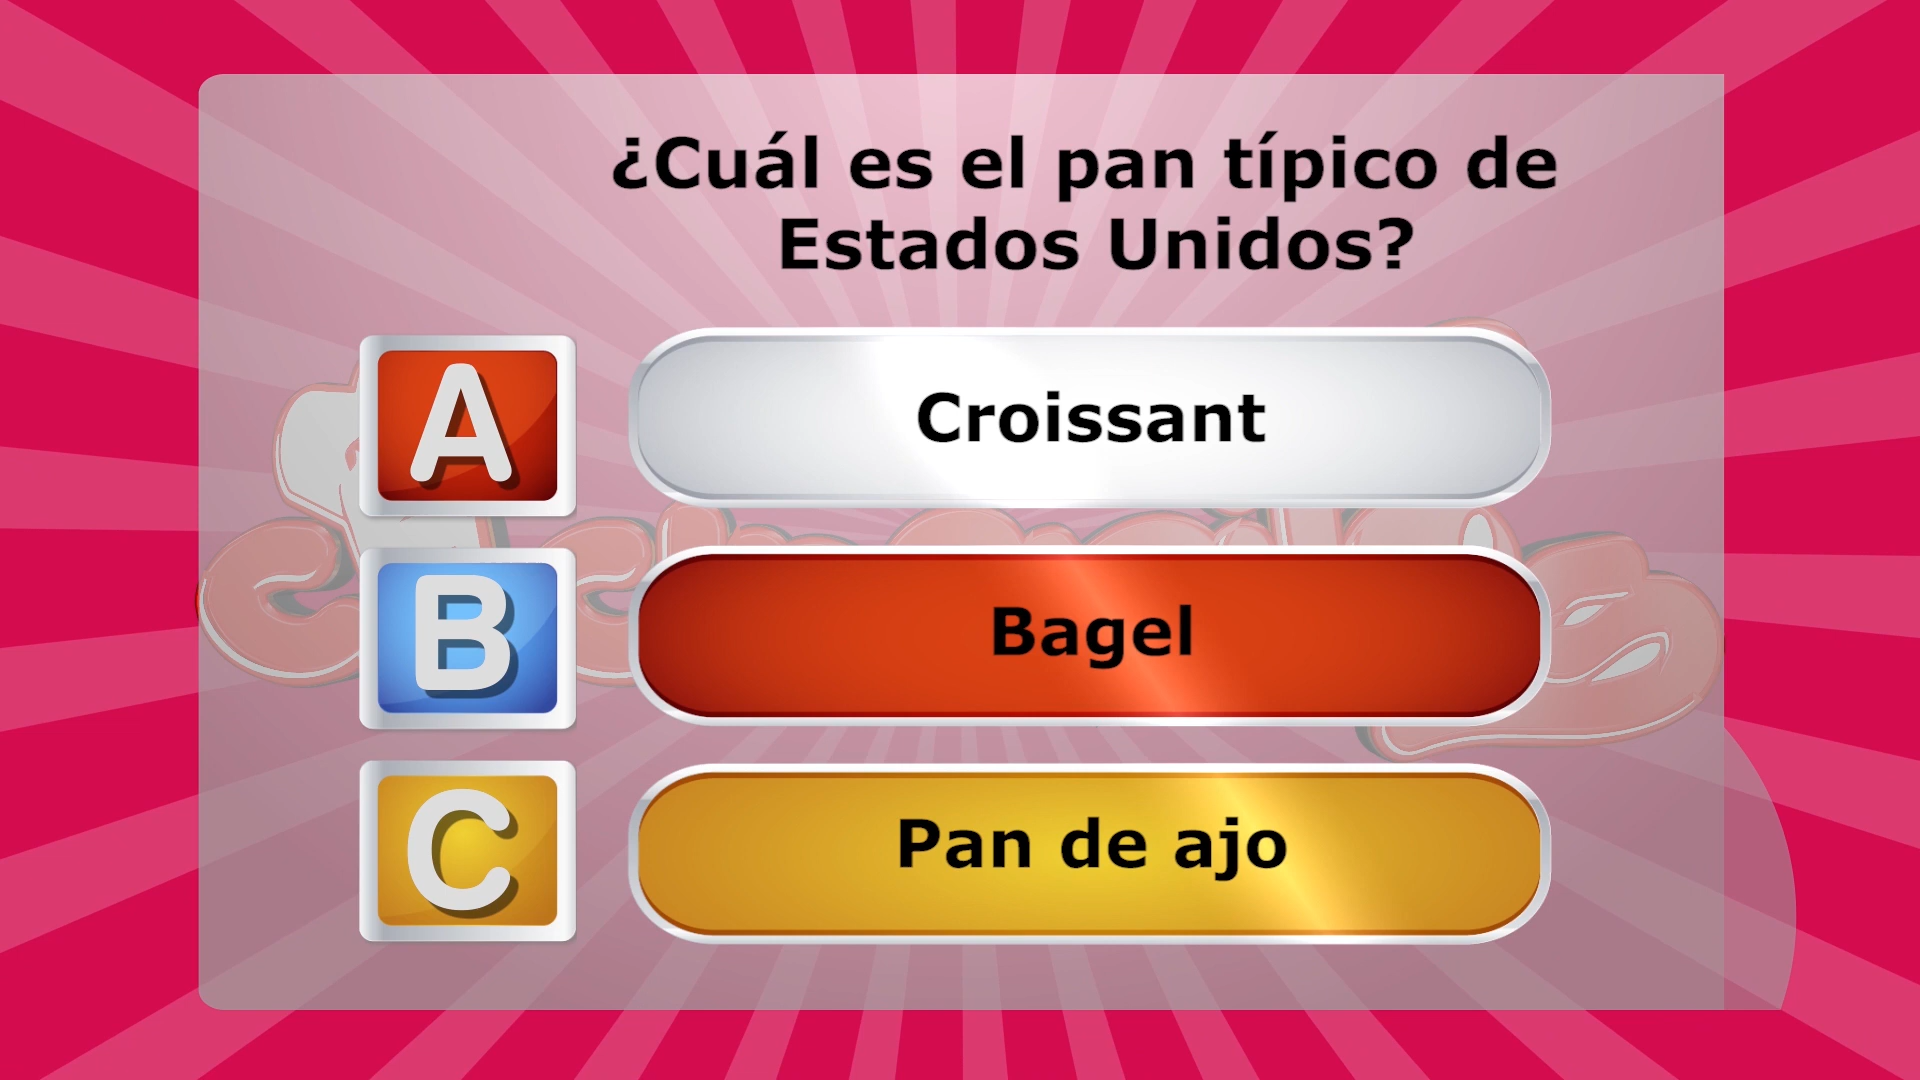 ¿Cuál es el pan típico de
Estados Unidos?
A
Croissant
B
Bagel
C
Pan de ajo